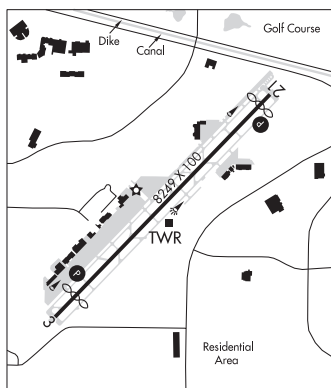 Golf Course
Dike
Canal
21
P
8249 X 100
TWR
P
3
Residential
Area